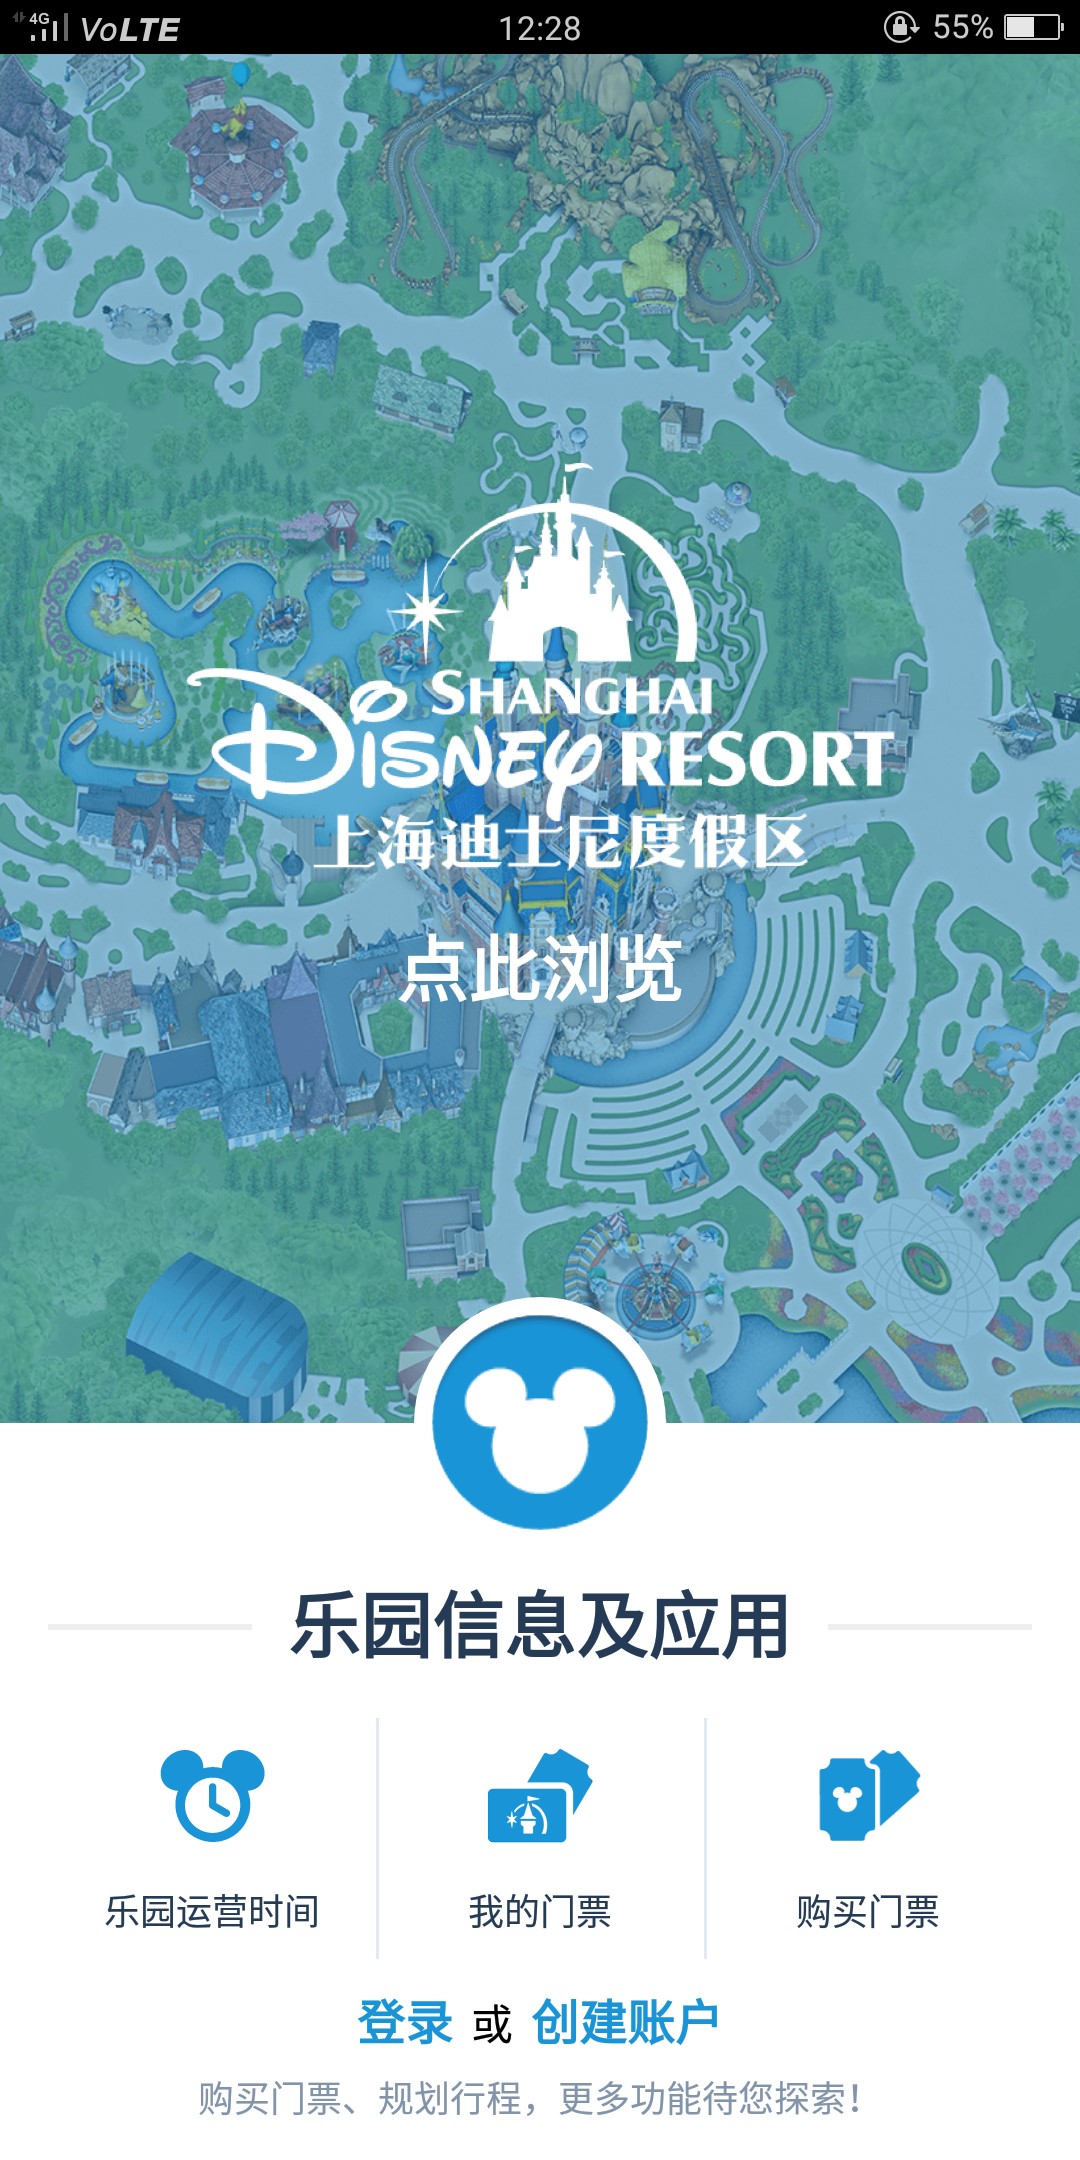 4G VoLTE 12:28 55%
SHANGHAI
DISNEY RESORT
上海迪士尼度假区
点此浏览
乐园信息及应用
乐园运营时间 我的门票 购买门票
登录 或 创建账户
购买门票、规划行程，更多功能待您探索！